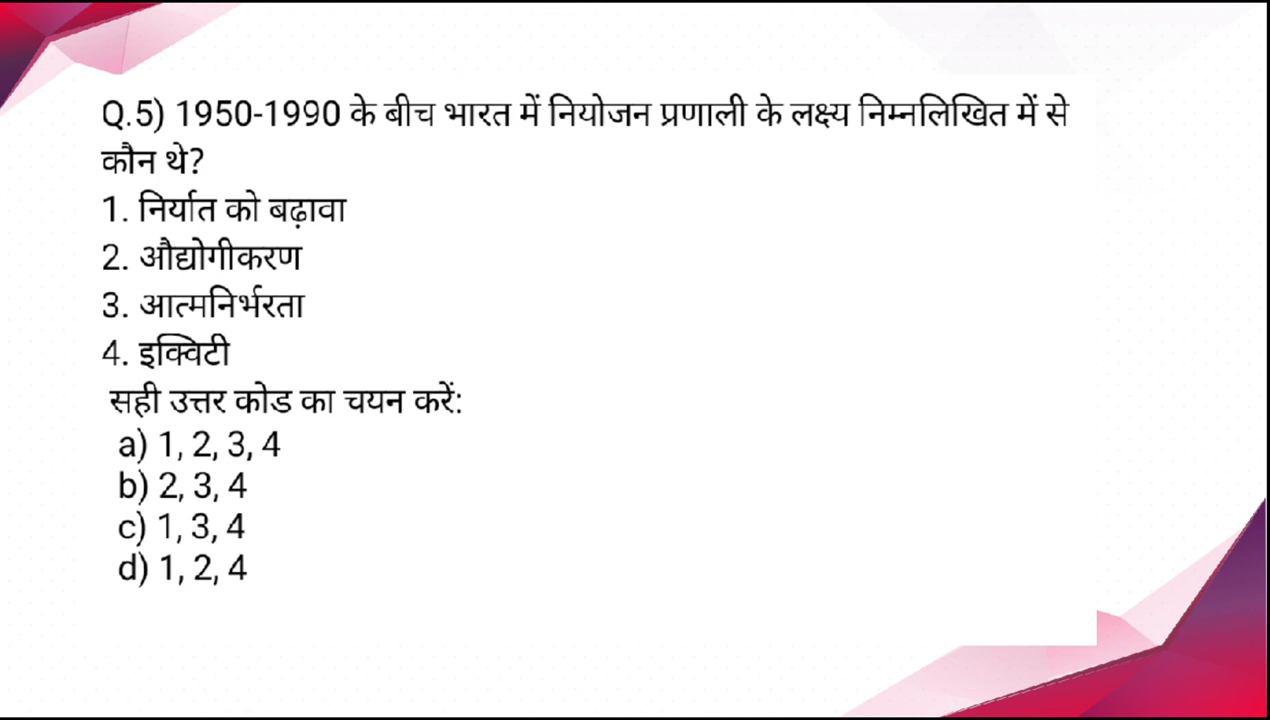 Q.5) 1950-1990 के बीच भारत में नियोजन प्रणाली के लक्ष्य निम्नलिखित में से
कौन थे?
1. निर्यात को बढ़ावा
2. औद्योगीकरण
3. आत्मनिर्भरता
4. इक्विटी
सही उत्तर कोड का चयन करें:
a) 1, 2, 3, 4
b) 2, 3, 4
c) 1, 3, 4
d) 1, 2, 4